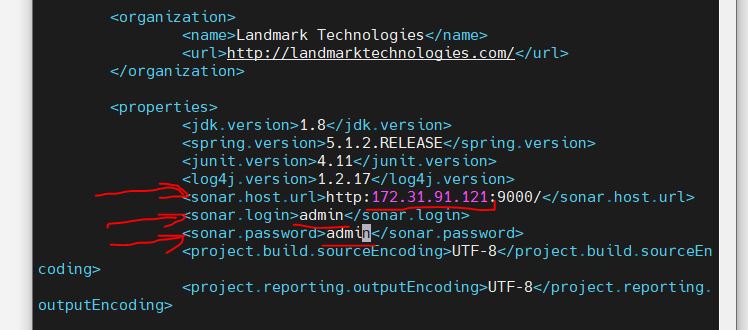 <organization>
<name>Landmark Technologies</name>
<url>http://landmarktechnologies.com/</url>
</organization>
<properties>
<jdk.version>1.8</jdk.version>
<spring.version>5.1.2.RELEASE</spring.version>
<junit.version>4.11</junit.version>
<log4j.version>1.2.17</log4j.version>
<sonar.host.url>http:172.31.91.121:9000/</sonar.host.url>
<sonar.login>admin</sonar.login>
<sonar.password>admin</sonar.password>
<project.build.sourceEncoding>UTF-8</project.build.sourceEn
coding>
<project.reporting.outputEncoding>UTF-8</project.reporting.
outputEncoding>